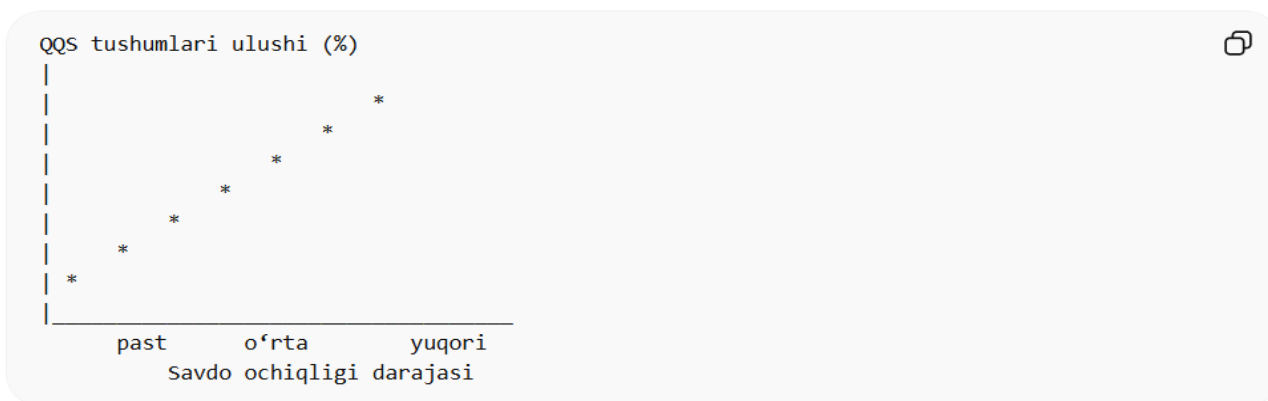 QQS tushumlari ulushi (%)
past o‘rta yuqori
Savdo ochiqligi darajasi